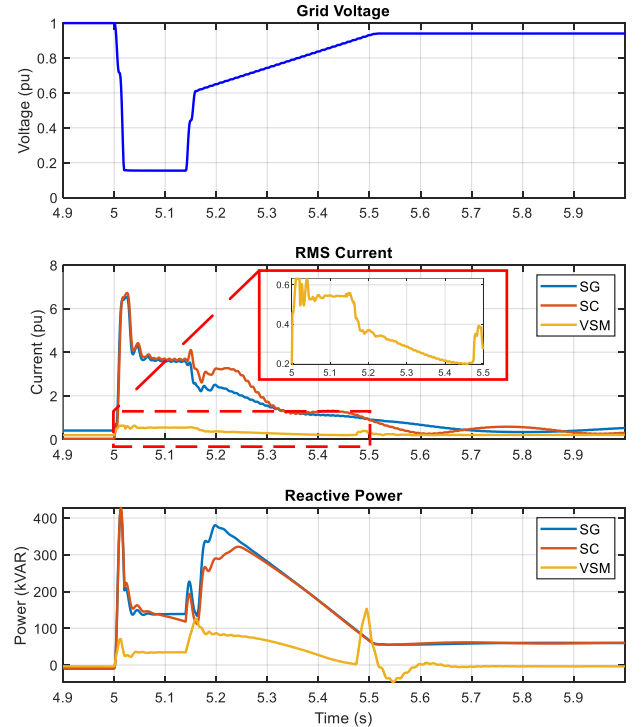 Grid Voltage
1
0.8
0.6
0.4
0.2
0
Voltage (pu)
4.9 5 5.1 5.2 5.3 5.4 5.5 5.6 5.7 5.8 5.9
RMS Current
8
6
4
2
0
Current (pu)
0.6
0.4
0.2
5 5.1 5.2 5.3 5.4 5.5
SG
SC
VSM
4.9 5 5.1 5.2 5.3 5.4 5.5 5.6 5.7 5.8 5.9
Reactive Power
400
300
200
100
0
Power (kVAR)
SG
SC
VSM
4.9 5 5.1 5.2 5.3 5.4 5.5 5.6 5.7 5.8 5.9
Time (s)